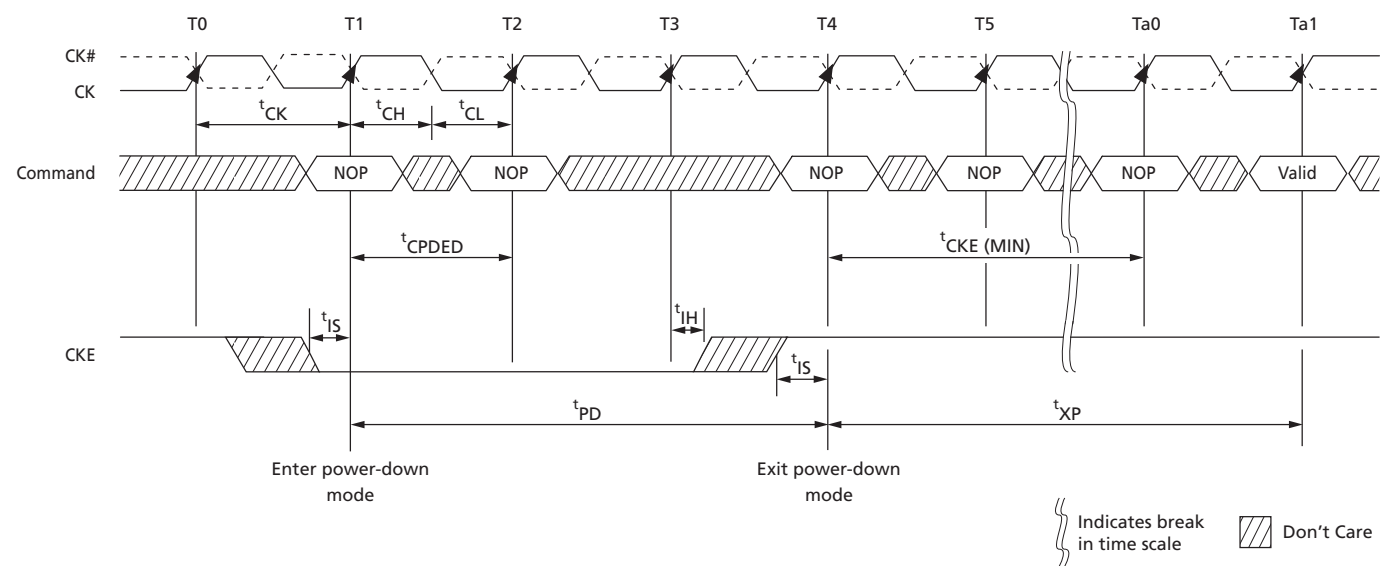 T0 T1 T2 T3 T4 T5 Ta0 Ta1
CK#
CK
tCK tCH tCL
Command NOP NOP NOP NOP NOP Valid
tCPDED tCKE (MIN)
tIS tIH
CKE
tIS
tPD tXP
Enter power-down
mode
Exit power-down
mode
Indicates break
in time scale
Don't Care